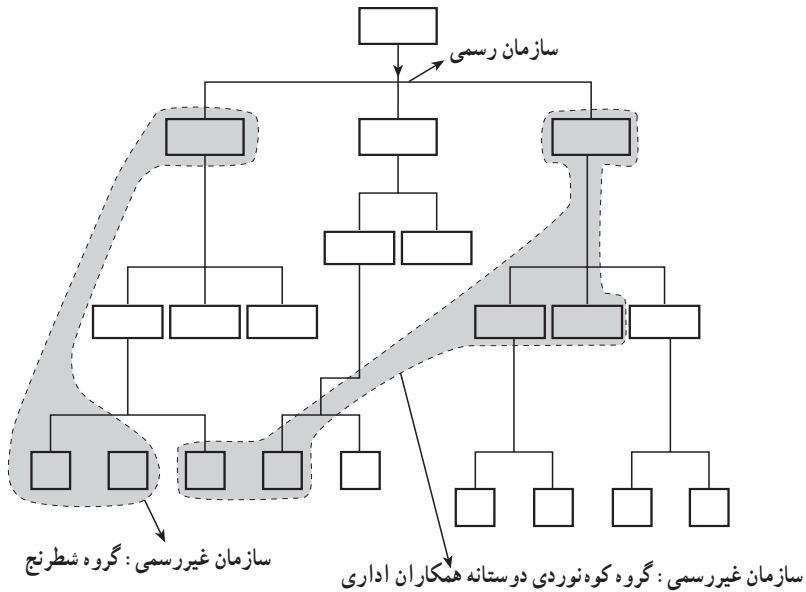 سازمان رسمی
سازمان غیررسمی : گروه شطرنج
سازمان غیررسمی : گروه کوه‌نوردی دوستانه همکاران اداری